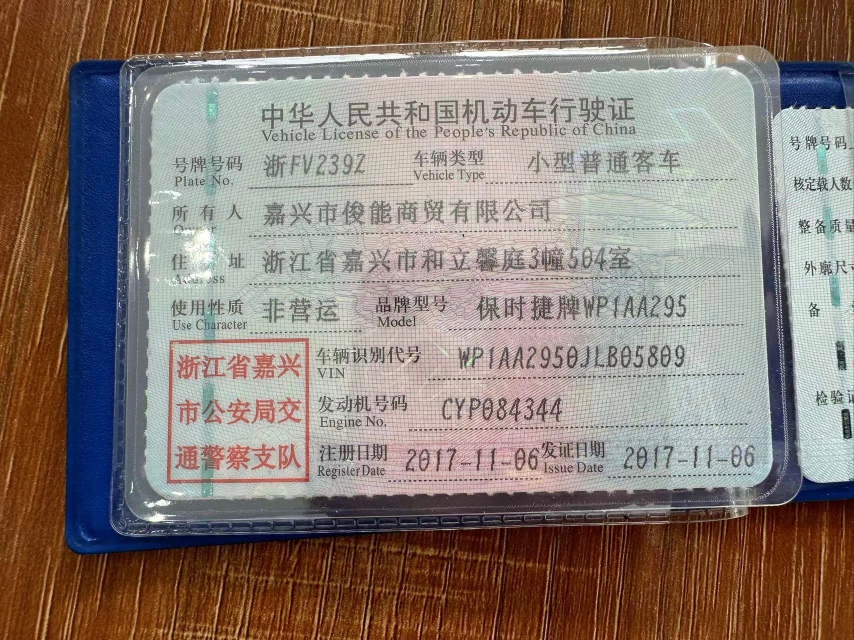 中华人民共和国机动车行驶证
Vehicle License of the People's Republic of China
号牌号码 浙FV239Z 车辆类型 小型普通客车
Plate No. Vehicle Type
所有人 嘉兴市俊能商贸有限公司
Owner
住址 浙江省嘉兴市和立馨庭3幢504室
Address
使用性质 非营运 品牌型号 保时捷牌WP1AA295
Use Character Model
浙江省嘉兴
市公安局交
通警察支队
车辆识别代号 WP1AA2950JLB05809
VIN
发动机号码 CYP084344
Engine No.
注册日期 2017-11-06 发证日期 2017-11-06
Register Date Issue Date
号牌号码
核定载人数
整备质量
外廓尺寸
备
检验记